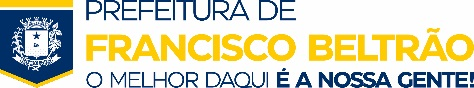 PREFEITURA DE
FRANCISCO BELTRÃO
O MELHOR DAQUI É A NOSSA GENTE!